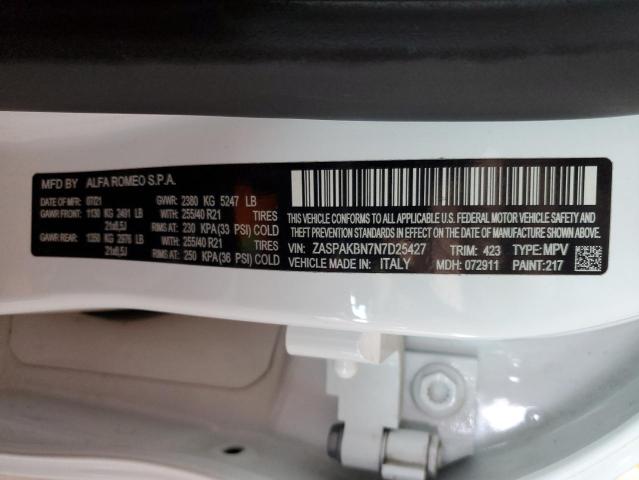 MFD BY ALFA ROMEO S.P.A.
DATE OF MFR: 07/21 GVWR: 2380 KG 5247 LB
GAWR FRONT: 1130 KG 2491 LB WITH: 255/40 R21 TIRES
21x8,5J RIMS AT: 230 KPA(33 PSI) COLD
GAWR REAR: 1350 KG 2976 LB WITH: 255/40 R21 TIRES
21x8,5J RIMS AT: 250 KPA(36 PSI) COLD
THIS VEHICLE CONFORMS TO ALL APPLICABLE U.S. FEDERAL MOTOR VEHICLE SAFETY
AND THEFT PREVENTION STANDARDS IN EFFECT ON THE DATE OF MANUFACTURE SHOWN ABOVE
VIN: ZASPAKBN7N7D25427 TRIM: 423 TYPE: MPV
VEHICLE MADE IN: ITALY MDH: 072911 PAINT: 217